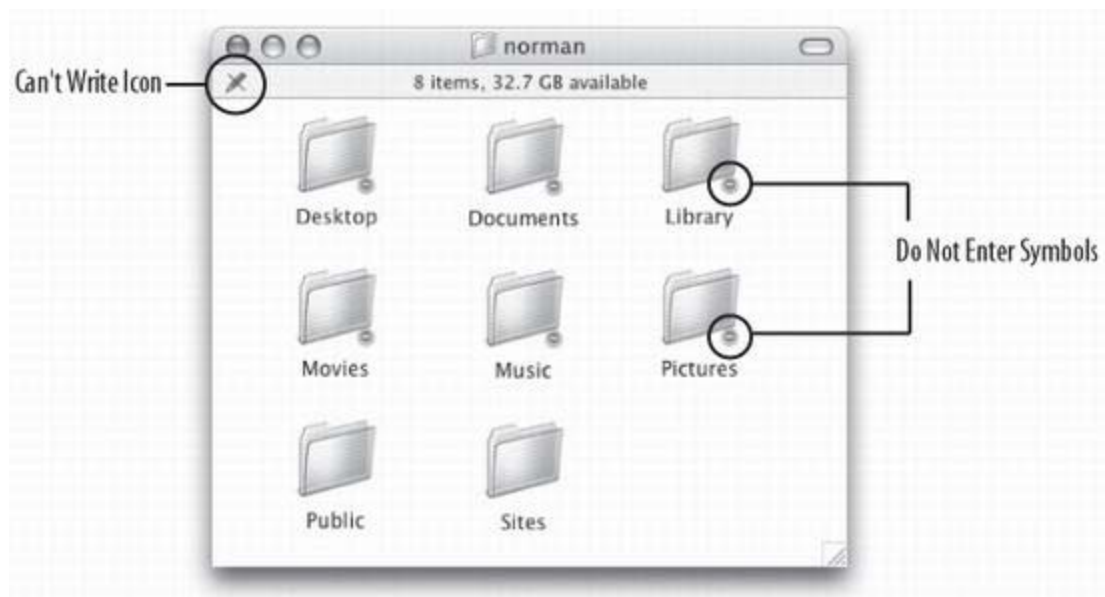 norman
Can't Write Icon
8 items, 32.7 GB available
Desktop
Documents
Library
Do Not Enter Symbols
Movies
Music
Pictures
Public
Sites